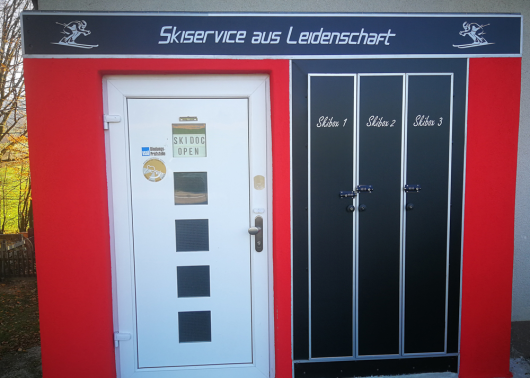 Skiservice aus Leidenschaft
SKIDOC
OPEN
Skibox 1
Skibox 2
Skibox 3